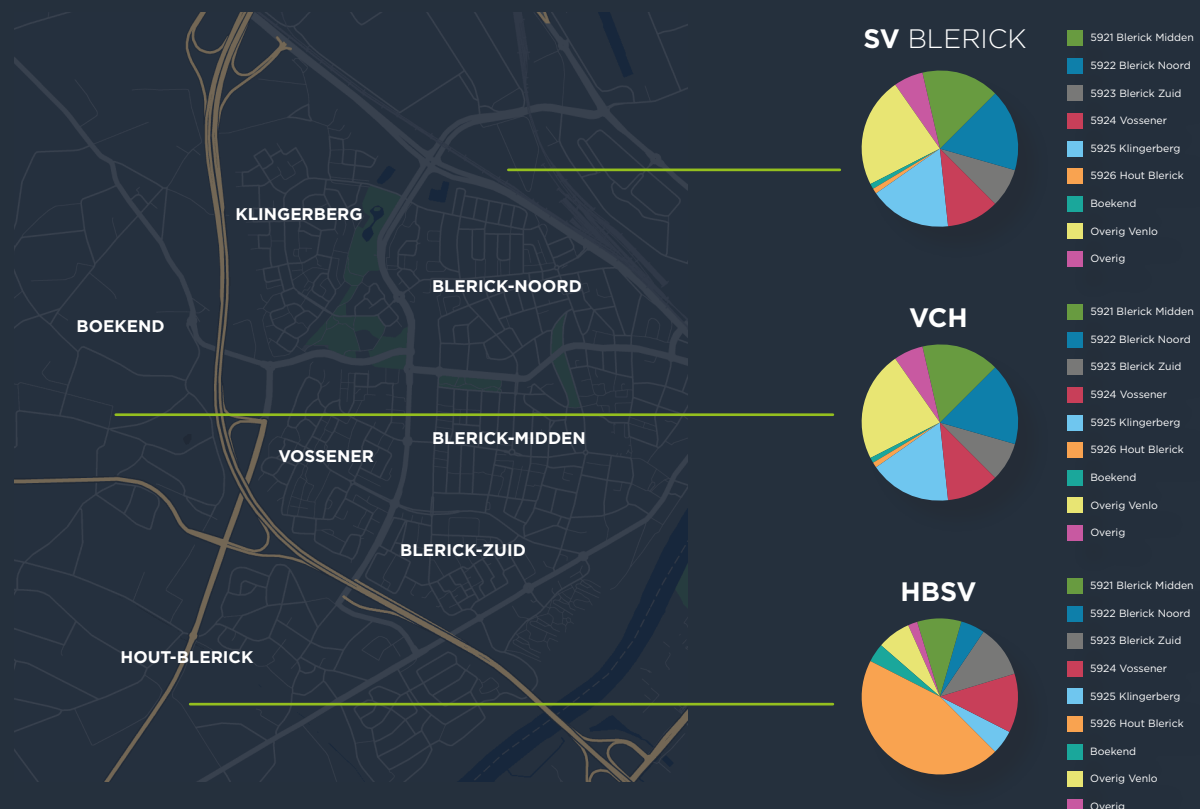 KLINGERBERG
BLERICK-NOORD
BOEKEND
BLERICK-MIDDEN
VOSSENER
BLERICK-ZUID
HOUT-BLERICK
SV BLERICK
5921 Blerick Midden
5922 Blerick Noord
5923 Blerick Zuid
5924 Vossener
5925 Klingerberg
5926 Hout Blerick
Boekend
Overig Venlo
Overig
VCH
5921 Blerick Midden
5922 Blerick Noord
5923 Blerick Zuid
5924 Vossener
5925 Klingerberg
5926 Hout Blerick
Boekend
Overig Venlo
Overig
HBSV
5921 Blerick Midden
5922 Blerick Noord
5923 Blerick Zuid
5924 Vossener
5925 Klingerberg
5926 Hout Blerick
Boekend
Overig Venlo
Overig